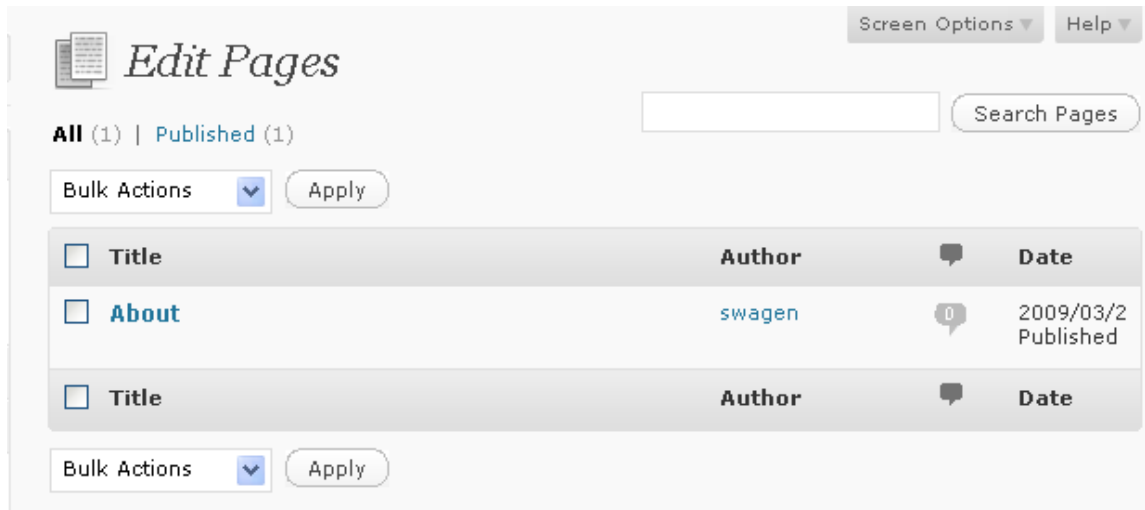 Screen Options Help
Edit Pages
Search Pages
All (1) | Published (1)
Bulk Actions Apply
Title Author Date
About swagen 0 2009/03/2
Published
Title Author Date
Bulk Actions Apply